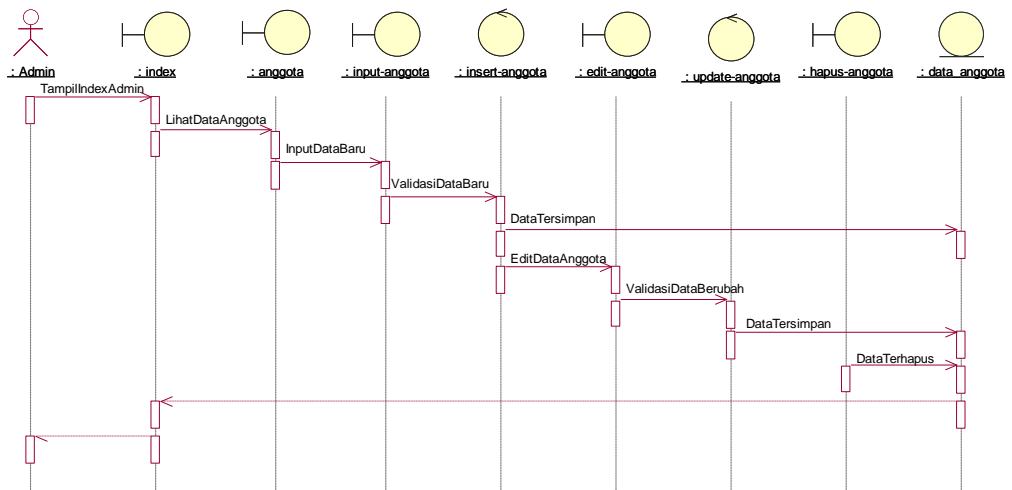 : Admin
: index
: anggota
: input-anggota
: insert-anggota
: edit-anggota
: update-anggota
: hapus-anggota
: data_anggota
TampilIndexAdmin
LihatDataAnggota
InputDataBaru
ValidasiDataBaru
DataTersimpan
EditDataAnggota
ValidasiDataBerubah
DataTersimpan
DataTerhapus